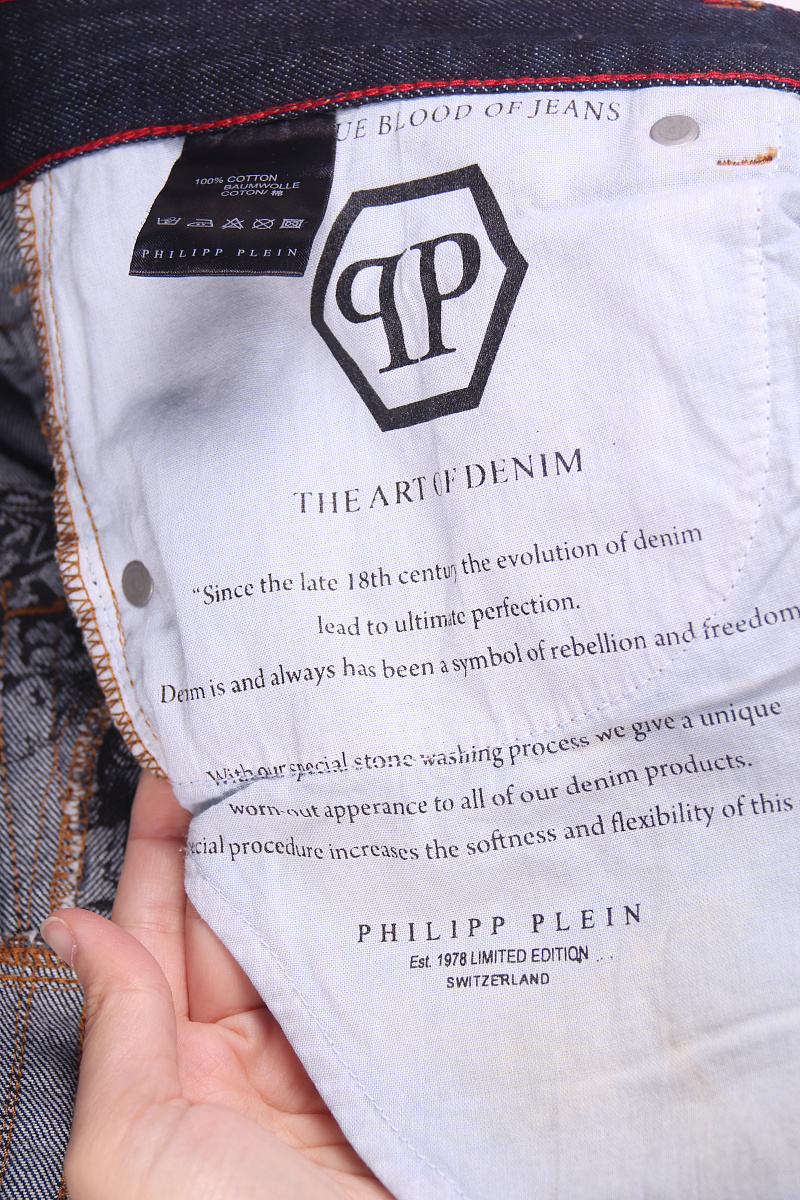 UE BLOOD OF JEANS
100% COTTON
BAUMWOLLE
COTON/ 棉
PHILIPP PLEIN
PP
THE ART OF DENIM
“Since the late 18th century the evolution of denim
lead to ultimate perfection.
Denim is and always has been a symbol of rebellion and freedom
With our special stone washing process we give a unique
worn-out apperance to all of our denim products.
ecial procedure increases the softness and flexibility of this
PHILIPP PLEIN
Est. 1978 LIMITED EDITION
SWITZERLAND